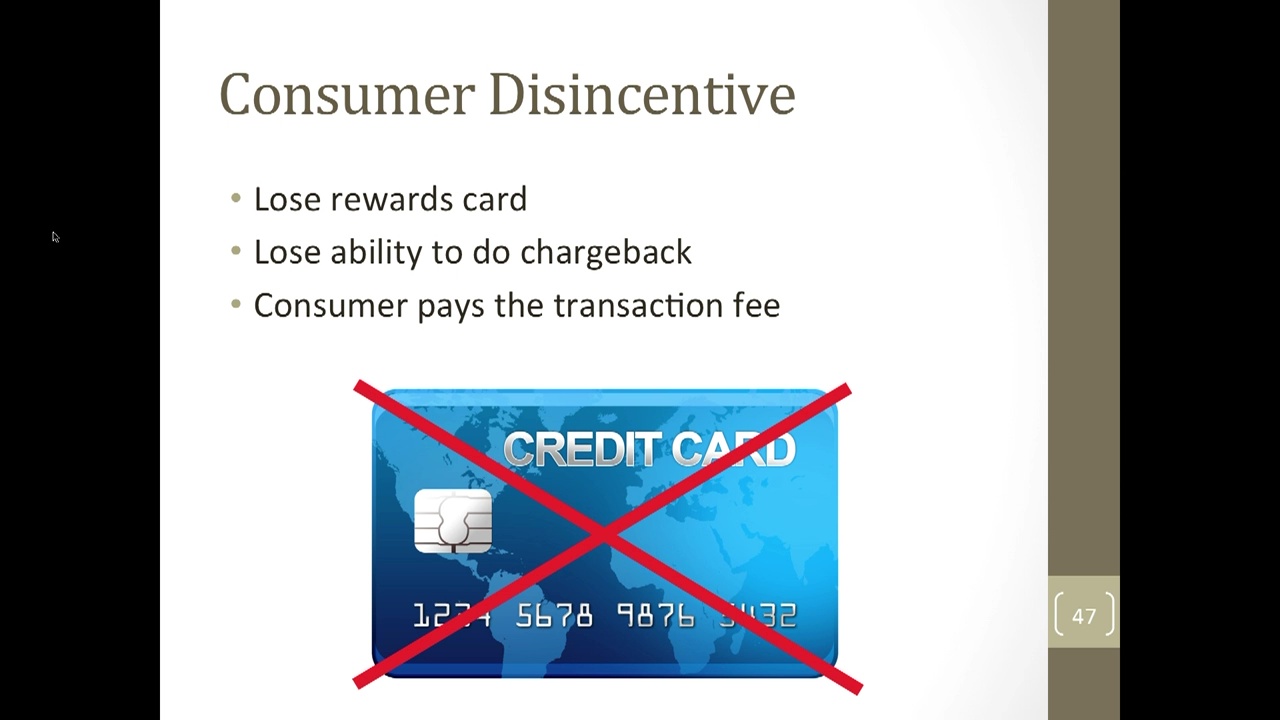 Consumer Disincentive
• Lose rewards card
• Lose ability to do chargeback
• Consumer pays the transaction fee
CREDIT CARD
1234 5678 9876 5432
47